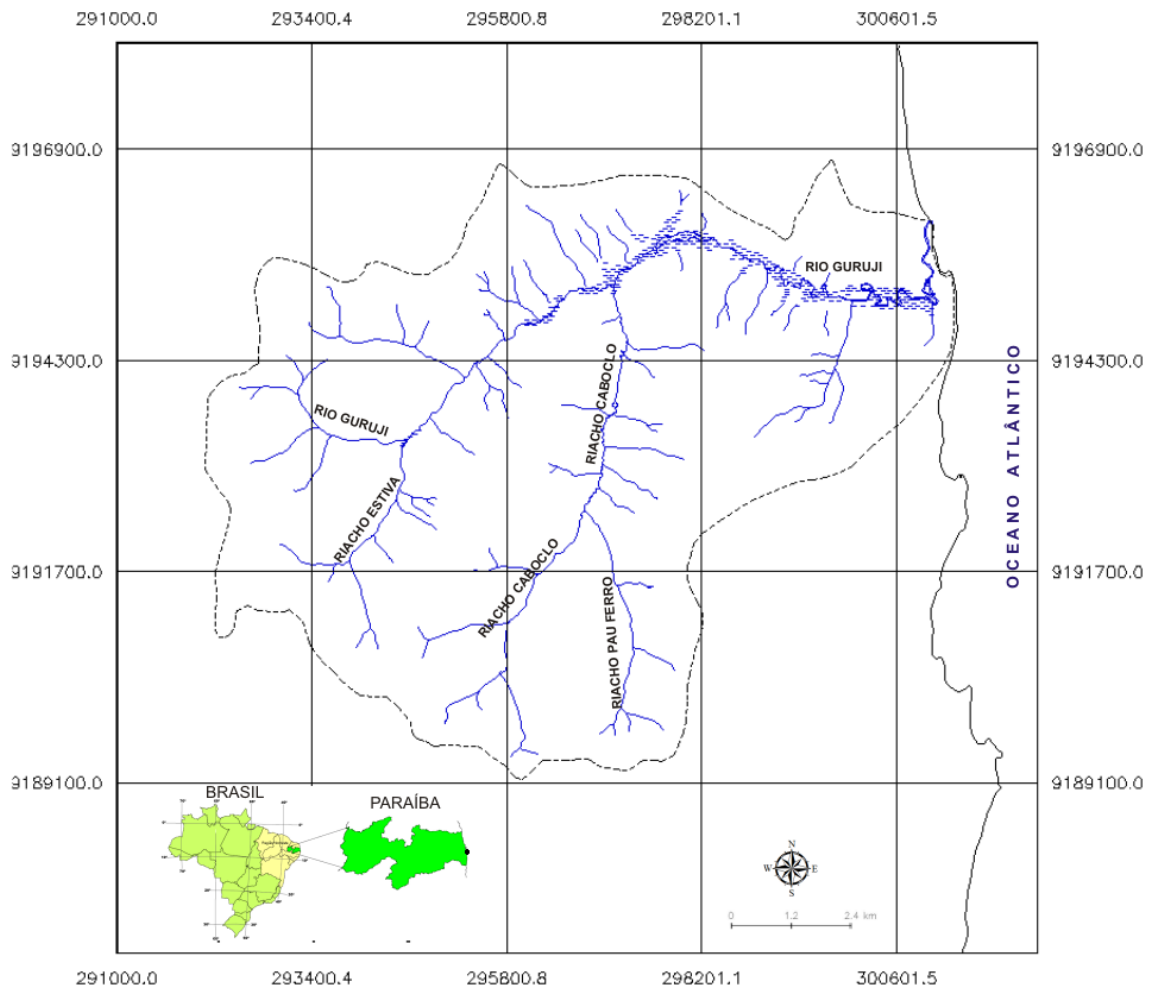 291000.0 293400.4 295800.8 298201.1 300601.5
9196900.0 9196900.0
RIO GURUJI
9194300.0 9194300.0
RIACHO CABOCLO
OCEANO ATLÂNTICO
RIO GURUJI
RIACHO ESTIVA
9191700.0 9191700.0
RIACHO CABOCLO
RIACHO PAU FERRO
9189100.0 9189100.0
BRASIL PARAÍBA
N
W E
S
0 1.2 2.4 km
291000.0 293400.4 295800.8 298201.1 300601.5